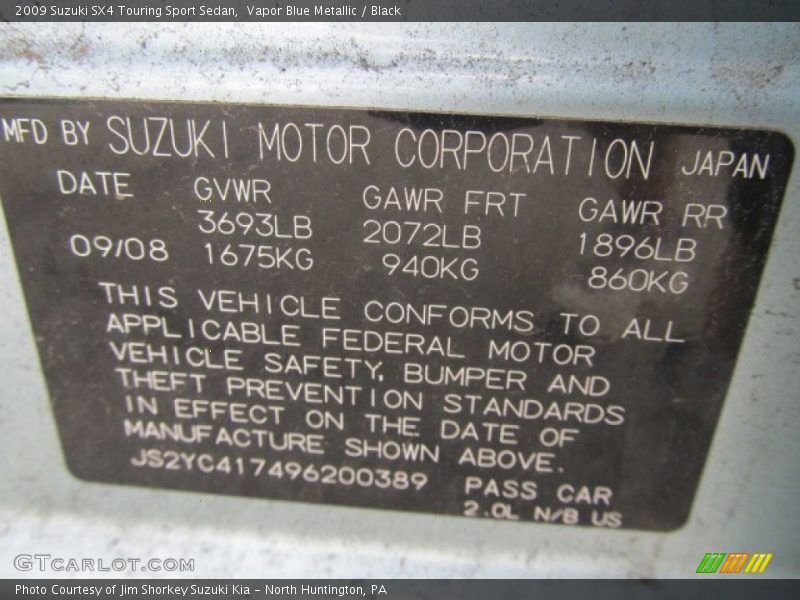 2009 Suzuki SX4 Touring Sport Sedan,  Vapor Blue Metallic / Black
MFD BY SUZUKI MOTOR CORPORATION JAPAN
DATE GVWR GAWR FRT GAWR RR
3693LB 2072LB 1896LB
09/08 1675KG 940KG 860KG
THIS VEHICLE CONFORMS TO ALL
APPLICABLE FEDERAL MOTOR
VEHICLE SAFETY, BUMPER AND
THEFT PREVENTION STANDARDS
IN EFFECT ON THE DATE OF
MANUFACTURE SHOWN ABOVE.
JS2YC417496200389 PASS CAR
2.0L N/B US
GTCarLot.com
Photo Courtesy of Jim Shorkey Suzuki Kia – North Huntington, PA